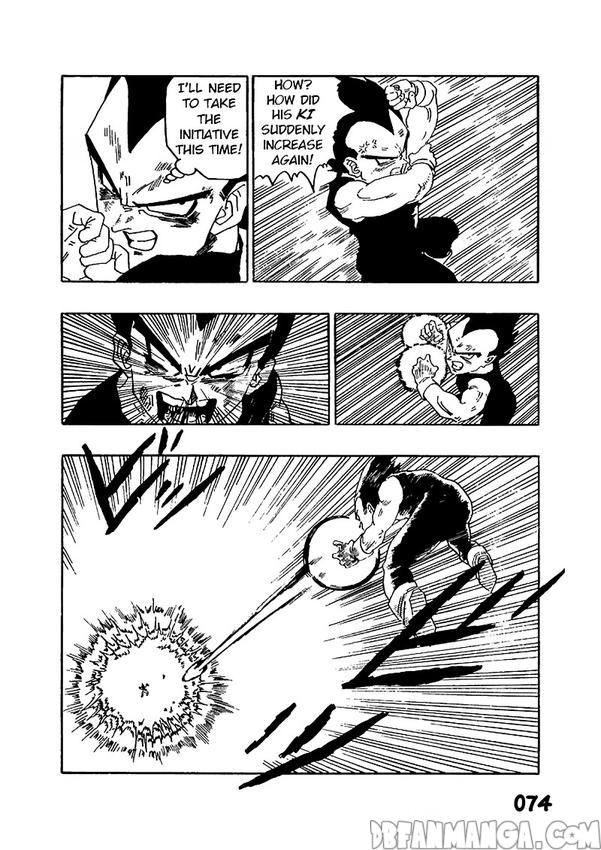 HOW?
HOW DID
HIS KI
SUDDENLY
INCREASE
AGAIN!
I'LL NEED
TO TAKE
THE
INITIATIVE
THIS TIME!
074
DBFANMANGA.COM